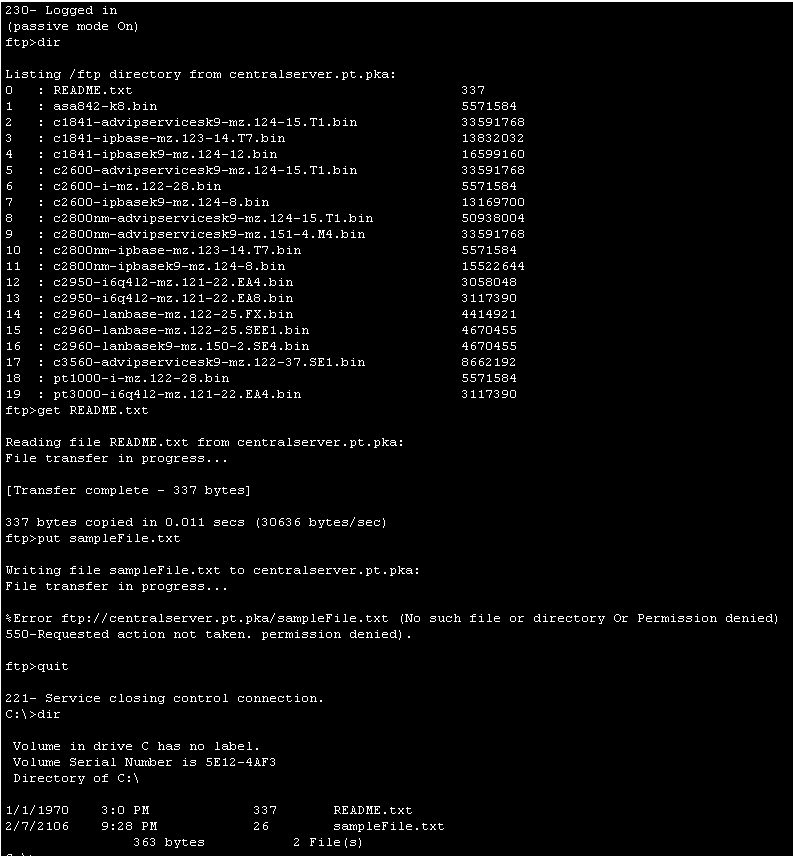 230- Logged in
(passive mode On)
ftp>dir
Listing /ftp directory from centralserver.pt.pka:
0 : README.txt 337
1 : asa842-k8.bin 5571584
2 : c1841-advipservicesk9-mz.124-15.T1.bin 33591768
3 : c1841-ipbase-mz.123-14.T7.bin 13832032
4 : c1841-ipbasek9-mz.124-12.bin 16599160
5 : c2600-advipservicesk9-mz.124-15.T1.bin 33591768
6 : c2600-i-mz.122-28.bin 5571584
7 : c2600-ipbasek9-mz.124-8.bin 13169700
8 : c2800nm-advipservicesk9-mz.124-15.T1.bin 50938004
9 : c2800nm-advipservicesk9-mz.151-4.M4.bin 33591768
10 : c2800nm-ipbase-mz.123-14.T7.bin 5571584
11 : c2800nm-ipbasek9-mz.124-8.bin 15522644
12 : c2950-i6q4l2-mz.121-22.EA4.bin 3058048
13 : c2950-i6q4l2-mz.121-22.EA8.bin 3117390
14 : c2960-lanbase-mz.122-25.FX.bin 4414921
15 : c2960-lanbase-mz.122-25.SEE1.bin 4670455
16 : c2960-lanbasek9-mz.150-2.SE4.bin 4670455
17 : c3560-advipservicesk9-mz.122-37.SE1.bin 8662192
18 : pt1000-i-mz.122-28.bin 5571584
19 : pt3000-i6q4l2-mz.121-22.EA4.bin 3117390
ftp>get README.txt
Reading file README.txt from centralserver.pt.pka:
File transfer in progress...
[Transfer complete - 337 bytes]
337 bytes copied in 0.011 secs (30636 bytes/sec)
ftp>put sampleFile.txt
Writing file sampleFile.txt to centralserver.pt.pka:
File transfer in progress...
%Error ftp://centralserver.pt.pka/sampleFile.txt (No such file or directory Or Permission denied)
550-Requested action not taken. permission denied).
ftp>quit
221- Service closing control connection.
C:\>dir
Volume in drive C has no label.
Volume Serial Number is 5E12-4AF3
Directory of C:\
1/1/1970 3:0 PM 337 README.txt
2/7/2106 9:28 PM 26 sampleFile.txt
363 bytes 2 File(s)